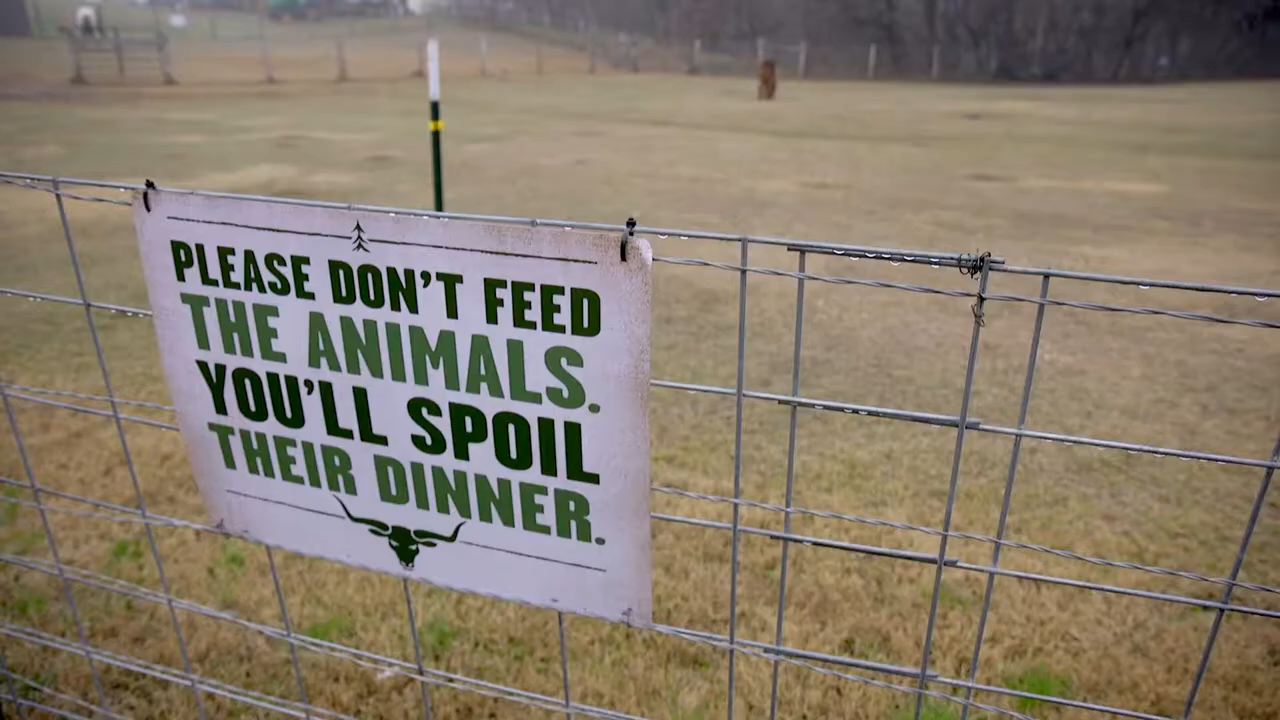 PLEASE DON'T FEED
THE ANIMALS.
YOU'LL SPOIL
THEIR DINNER.